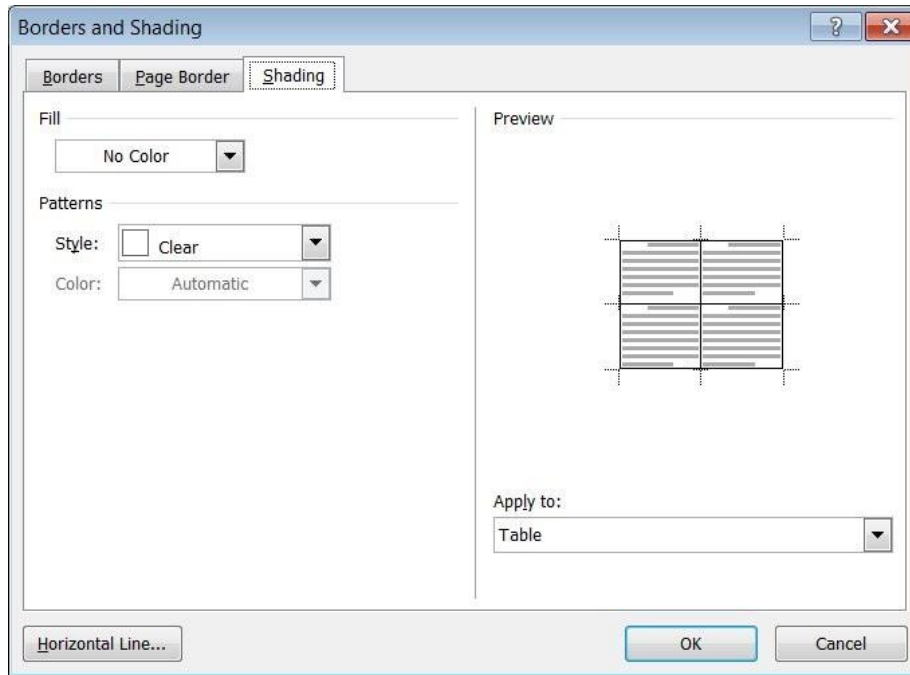 Borders and Shading
Borders Page Border Shading
Fill
No Color
Patterns
Style: Clear
Color: Automatic
Preview
Apply to:
Table
Horizontal Line... OK Cancel